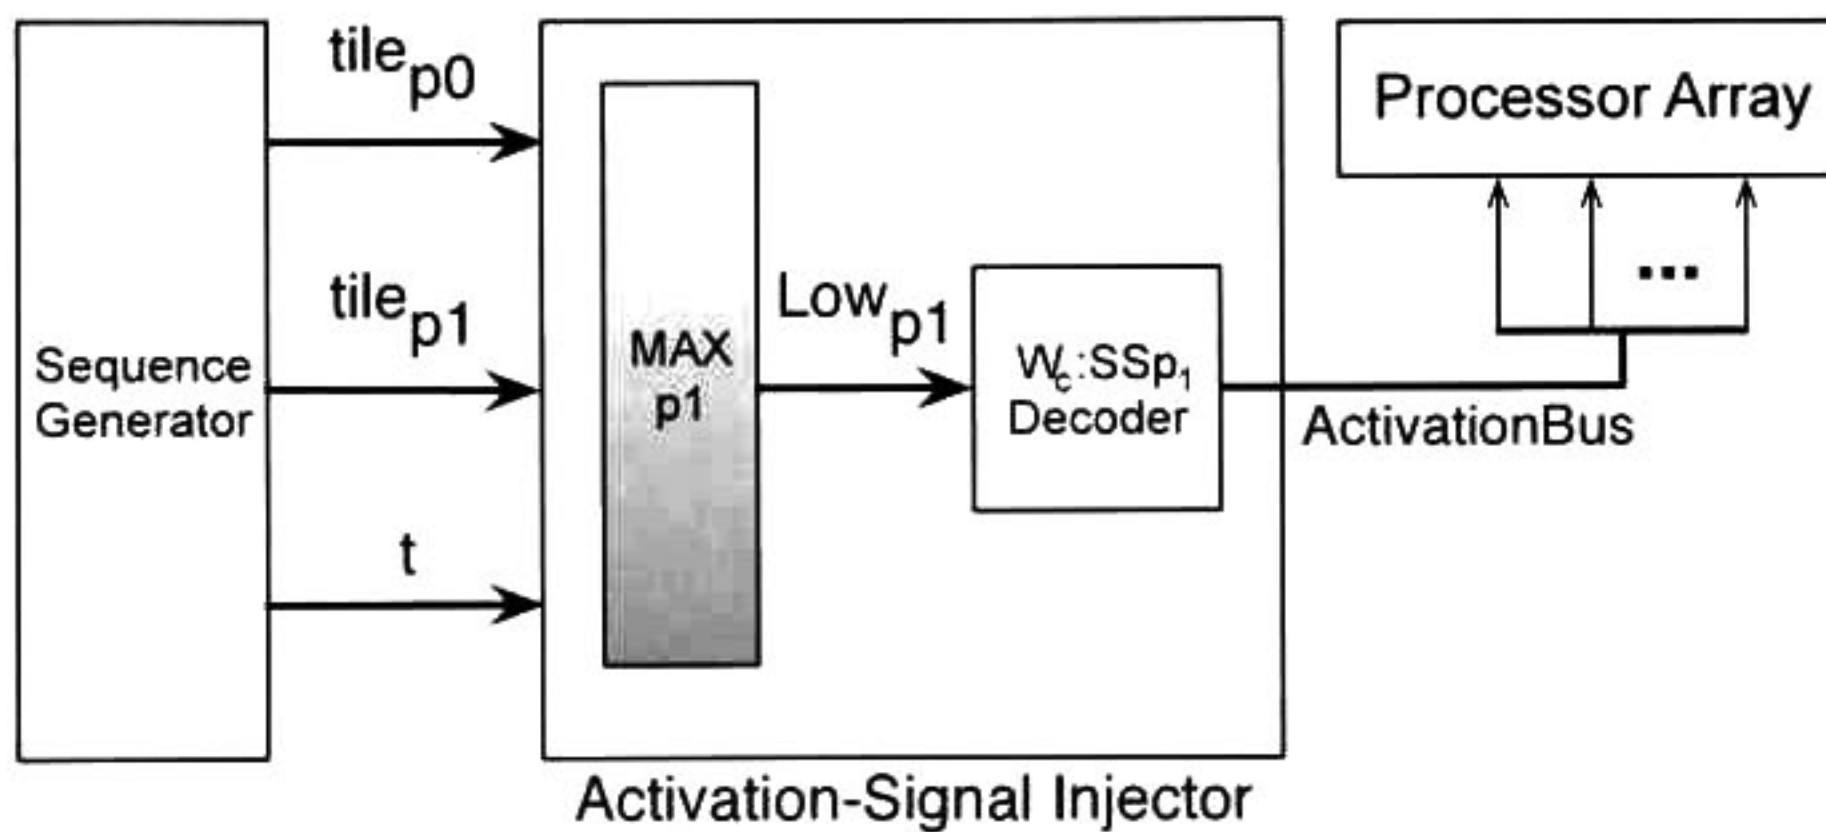 tilep0
Processor Array
...
tilep1
Lowp1
Sequence
Generator
MAX
p1
Wc:SSp1
Decoder
ActivationBus
t
Activation-Signal Injector